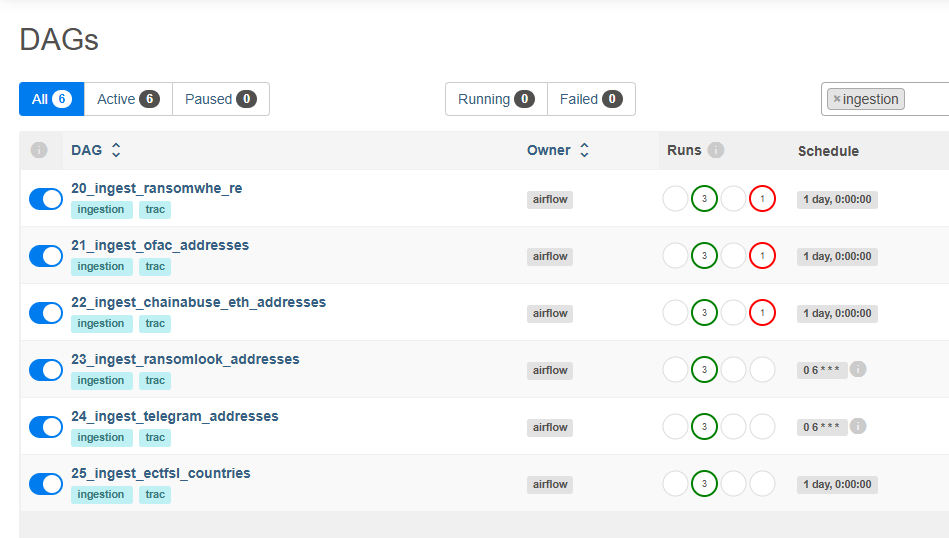 DAGs
All 6 Active 6 Paused 0 Running 0 Failed 0 × ingestion
i DAG Owner Runs i Schedule
20_ingest_ransomwhe_re
ingestion trac airflow 3 1 1 day, 0:00:00
21_ingest_ofac_addresses
ingestion trac airflow 3 1 1 day, 0:00:00
22_ingest_chainabuse_eth_addresses
ingestion trac airflow 3 1 1 day, 0:00:00
23_ingest_ransomlook_addresses
ingestion trac airflow 3 0 6 * * * i
24_ingest_telegram_addresses
ingestion trac airflow 3 0 6 * * * i
25_ingest_ectfsl_countries
ingestion trac airflow 3 1 day, 0:00:00